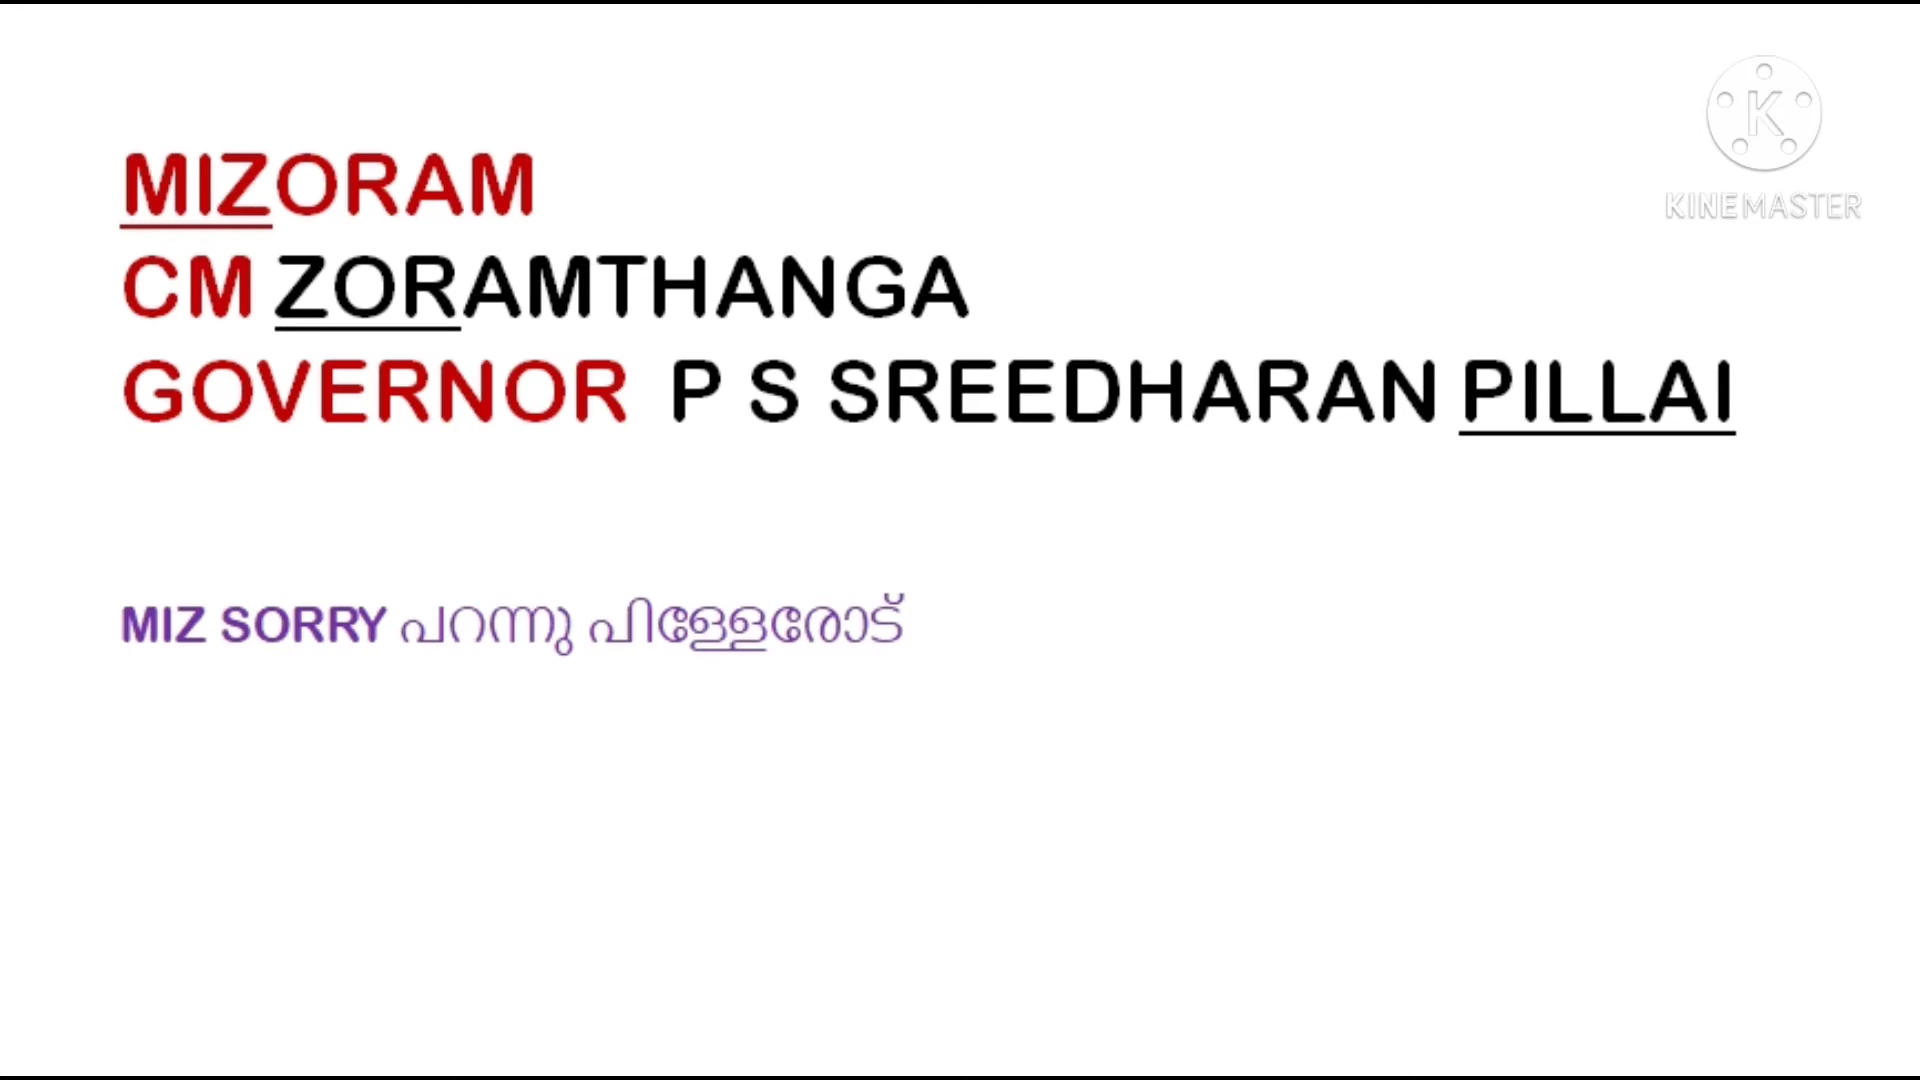 MIZORAM
CM ZORAMTHANGA
GOVERNOR P S SREEDHARAN PILLAI
MIZ SORRY പറന്നു പിള്ളേരോട്
K
KINEMASTER